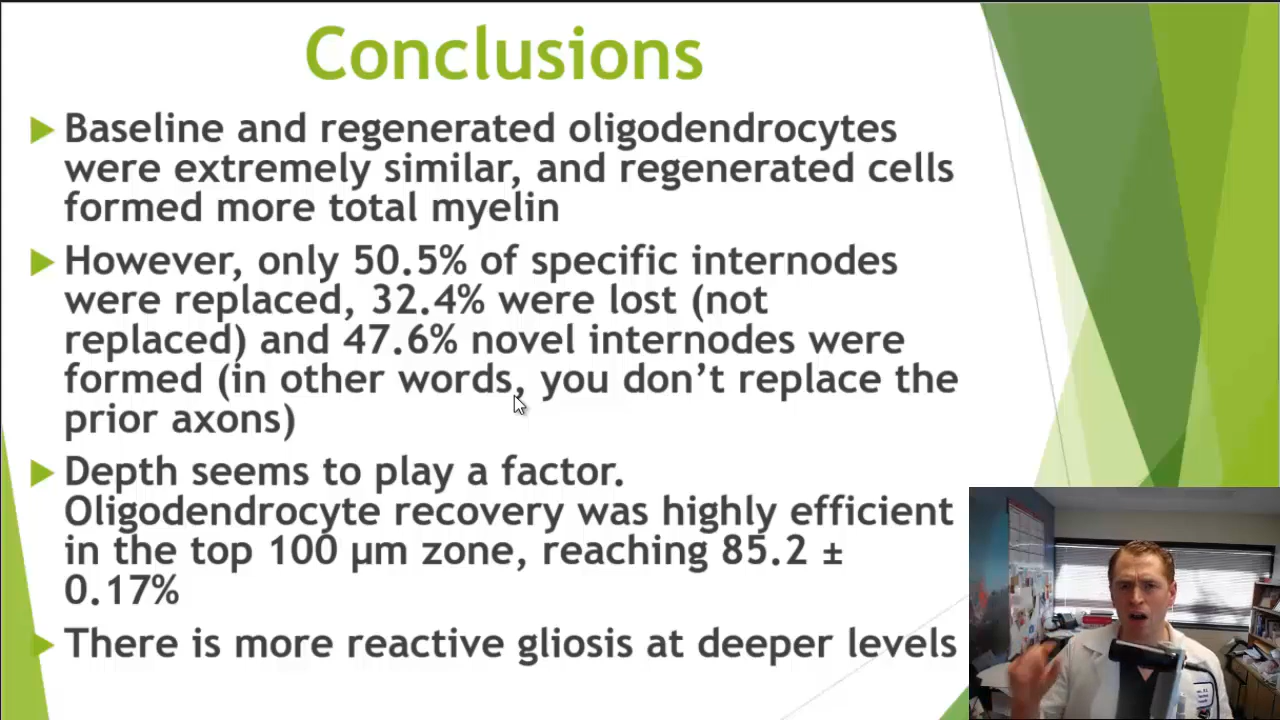 Conclusions
Baseline and regenerated oligodendrocytes
were extremely similar, and regenerated cells
formed more total myelin
However, only 50.5% of specific internodes
were replaced, 32.4% were lost (not
replaced) and 47.6% novel internodes were
formed (in other words, you don’t replace the
prior axons)
Depth seems to play a factor.
Oligodendrocyte recovery was highly efficient
in the top 100 µm zone, reaching 85.2 ±
0.17%
There is more reactive gliosis at deeper levels